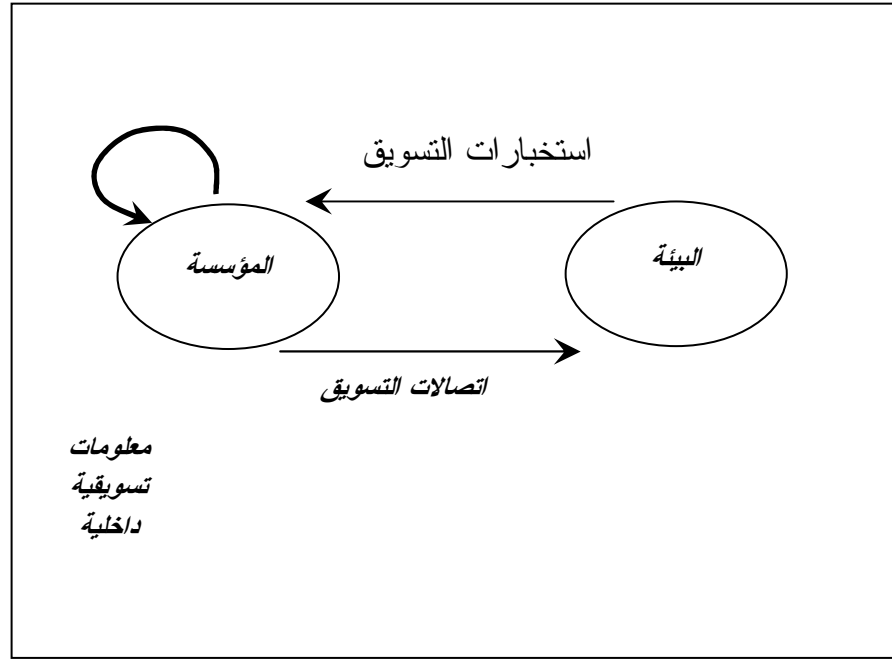 استخبارات التسويق
البيئة
المؤسسة
اتصالات التسويق
معلومات
تسويقية
داخلية